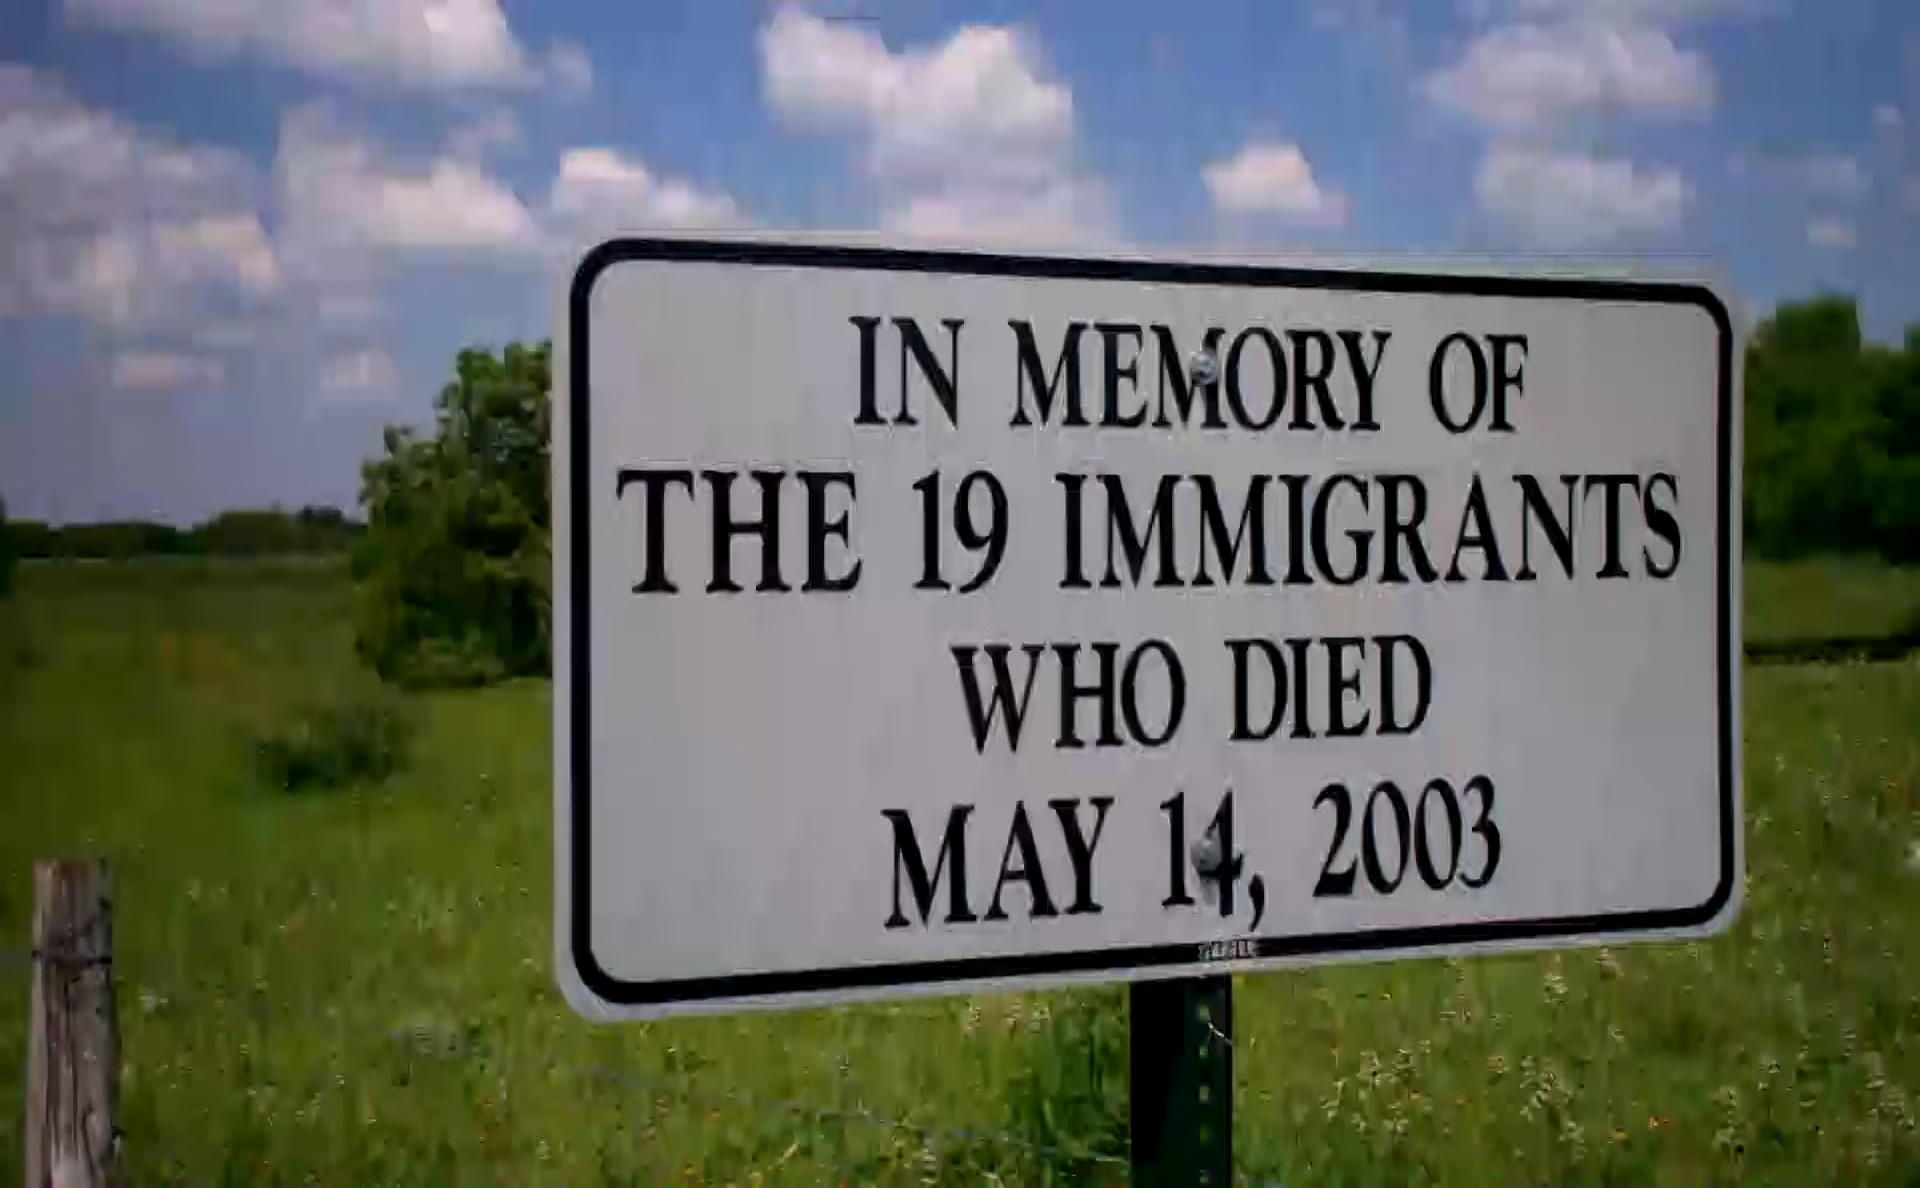 IN MEMORY OF
THE 19 IMMIGRANTS
WHO DIED
MAY 14, 2003